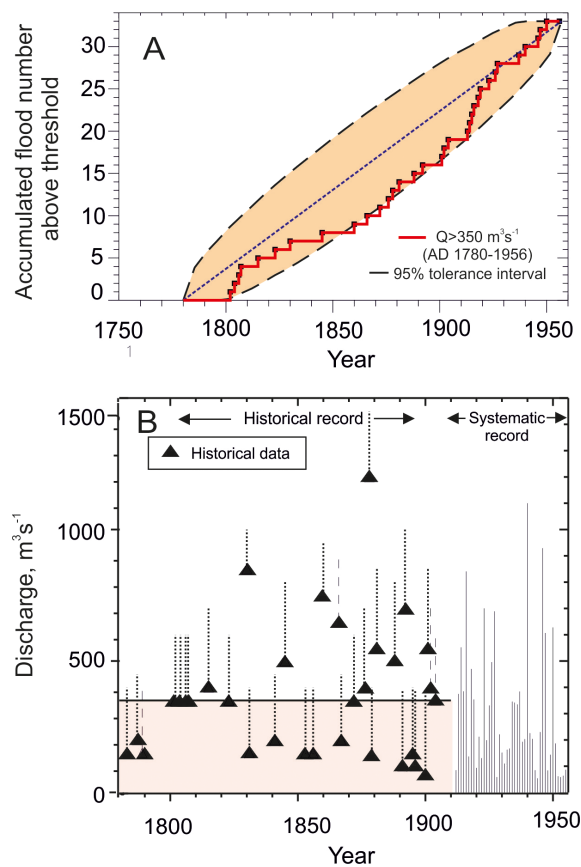 A
Accumulated flood number
above threshold
30
25
20
15
10
5
0
Q>350 m³s⁻¹
(AD 1780-1956)
95% tolerance interval
1750 1800 1850 1900 1950
1
Year
B
Historical record
Systematic
record
Historical data
Discharge, m³s⁻¹
1500
1000
500
0
1800 1850 1900 1950
Year